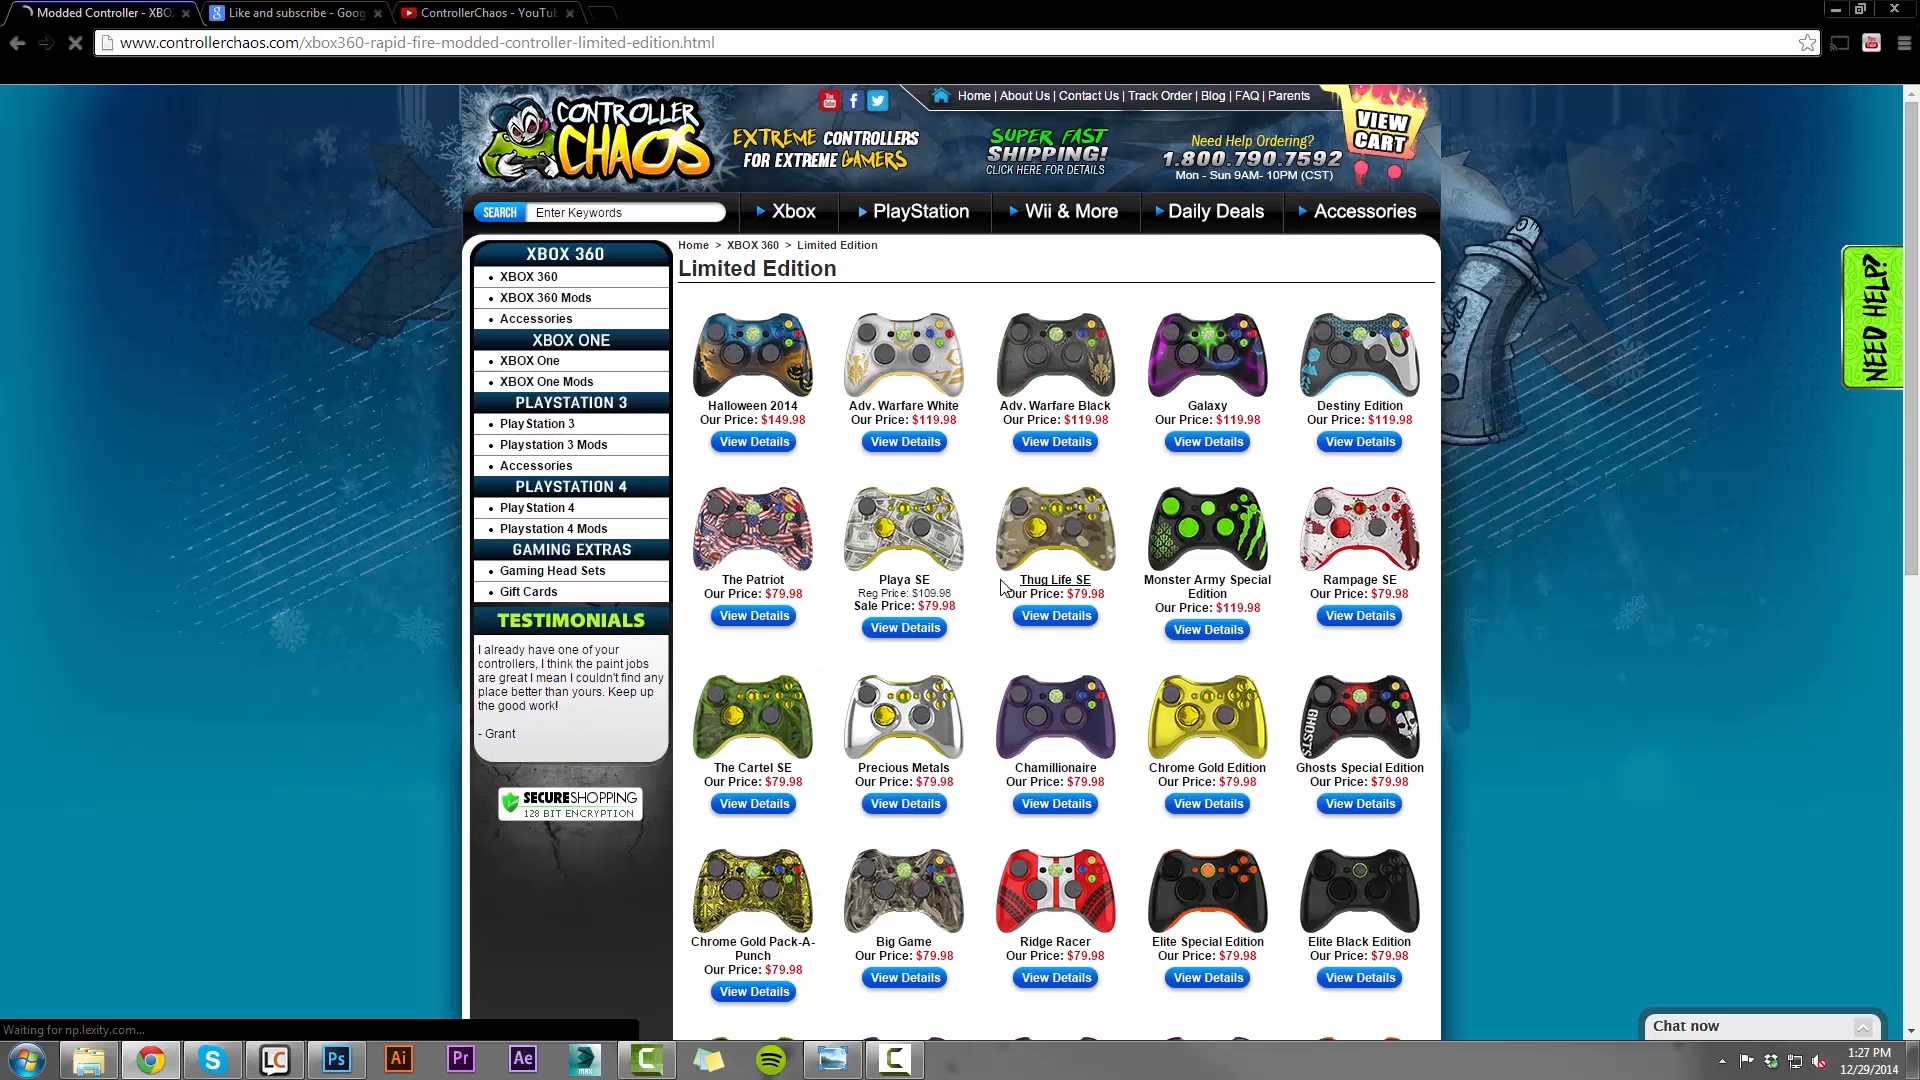 Modded Controller - XBO
Like and subscribe - Goog
ControllerChaos - YouTub
www.controllerchaos.com/xbox360-rapid-fire-modded-controller-limited-edition.html
CONTROLLER
CHAOS
EXTREME CONTROLLERS
FOR EXTREME GAMERS
Home | About Us | Contact Us | Track Order | Blog | FAQ | Parents
SUPER FAST
SHIPPING!
CLICK HERE FOR DETAILS
Need Help Ordering?
1.800.790.7592
Mon - Sun 9AM- 10PM (CST)
VIEW
CART
SEARCH
Enter Keywords
Xbox
PlayStation
Wii & More
Daily Deals
Accessories
XBOX 360
XBOX 360
XBOX 360 Mods
Accessories
XBOX ONE
XBOX One
XBOX One Mods
PLAYSTATION 3
PlayStation 3
Playstation 3 Mods
Accessories
PLAYSTATION 4
PlayStation 4
Playstation 4 Mods
GAMING EXTRAS
Gaming Head Sets
Gift Cards
TESTIMONIALS
I already have one of your
controllers, I think the paint jobs
are great I mean I couldn't find any
place better than yours. Keep up
the good work!
- Grant
SECURE SHOPPING
128 BIT ENCRYPTION
Home > XBOX 360 > Limited Edition
Limited Edition
Halloween 2014
Our Price: $149.98
View Details
Adv. Warfare White
Our Price: $119.98
View Details
Adv. Warfare Black
Our Price: $119.98
View Details
Galaxy
Our Price: $119.98
View Details
Destiny Edition
Our Price: $119.98
View Details
The Patriot
Our Price: $79.98
View Details
Playa SE
Reg Price: $109.98
Sale Price: $79.98
View Details
Thug Life SE
Our Price: $79.98
View Details
Monster Army Special
Edition
Our Price: $119.98
View Details
Rampage SE
Our Price: $79.98
View Details
The Cartel SE
Our Price: $79.98
View Details
Precious Metals
Our Price: $79.98
View Details
Chamillionaire
Our Price: $79.98
View Details
Chrome Gold Edition
Our Price: $79.98
View Details
GHOSTS
Ghosts Special Edition
Our Price: $79.98
View Details
Chrome Gold Pack-A-
Punch
Our Price: $79.98
View Details
Big Game
Our Price: $79.98
View Details
Ridge Racer
Our Price: $79.98
View Details
Elite Special Edition
Our Price: $79.98
View Details
Elite Black Edition
Our Price: $79.98
View Details
NEED HELP?
Chat now
Waiting for np.lexity.com...
LC
Ps
Ai
Pr
Ae
1:27 PM
12/29/2014